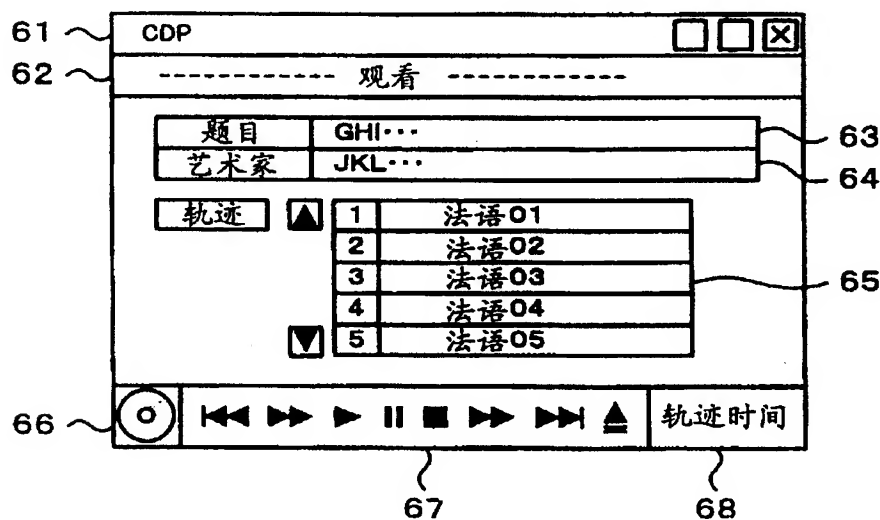 61 CDP
62 ------------ 观看 ------------
题目 GHI··· 63
艺术家 JKL··· 64
轨迹 1 法语01
2 法语02
3 法语03 65
4 法语04
5 法语05
66 轨迹时间
67 68